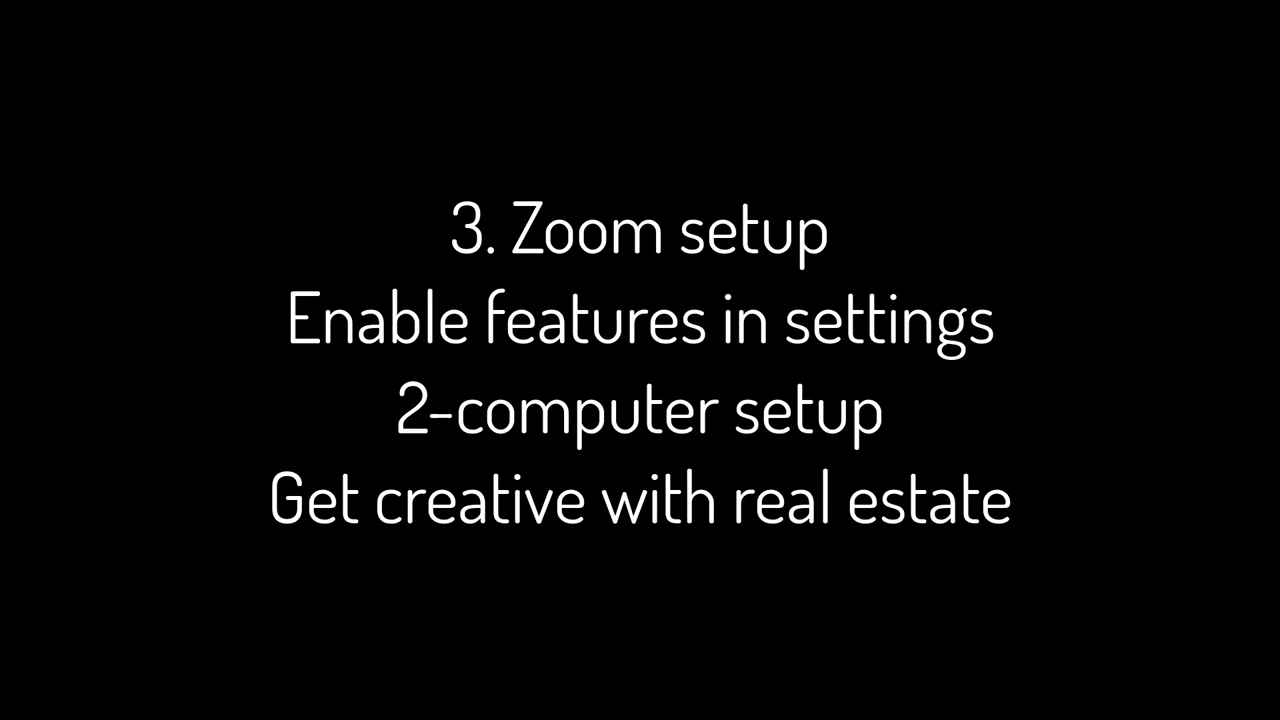 3. Zoom setup
Enable features in settings
2-computer setup
Get creative with real estate